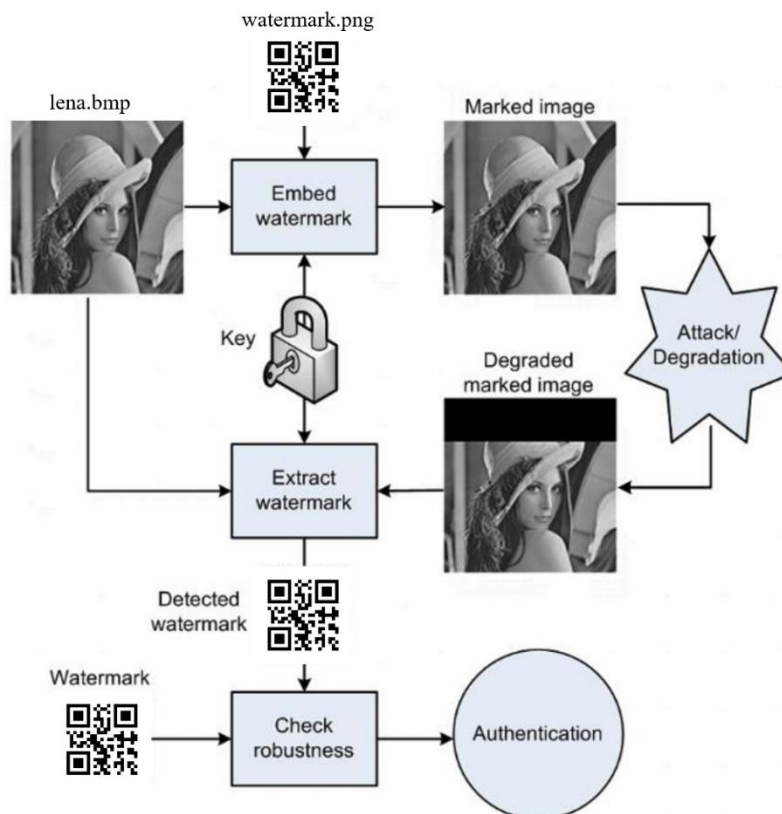 watermark.png
lena.bmp
Marked image
Embed
watermark
Key
Attack/
Degradation
Degraded
marked image
Extract
watermark
Detected
watermark
Watermark
Check
robustness
Authentication